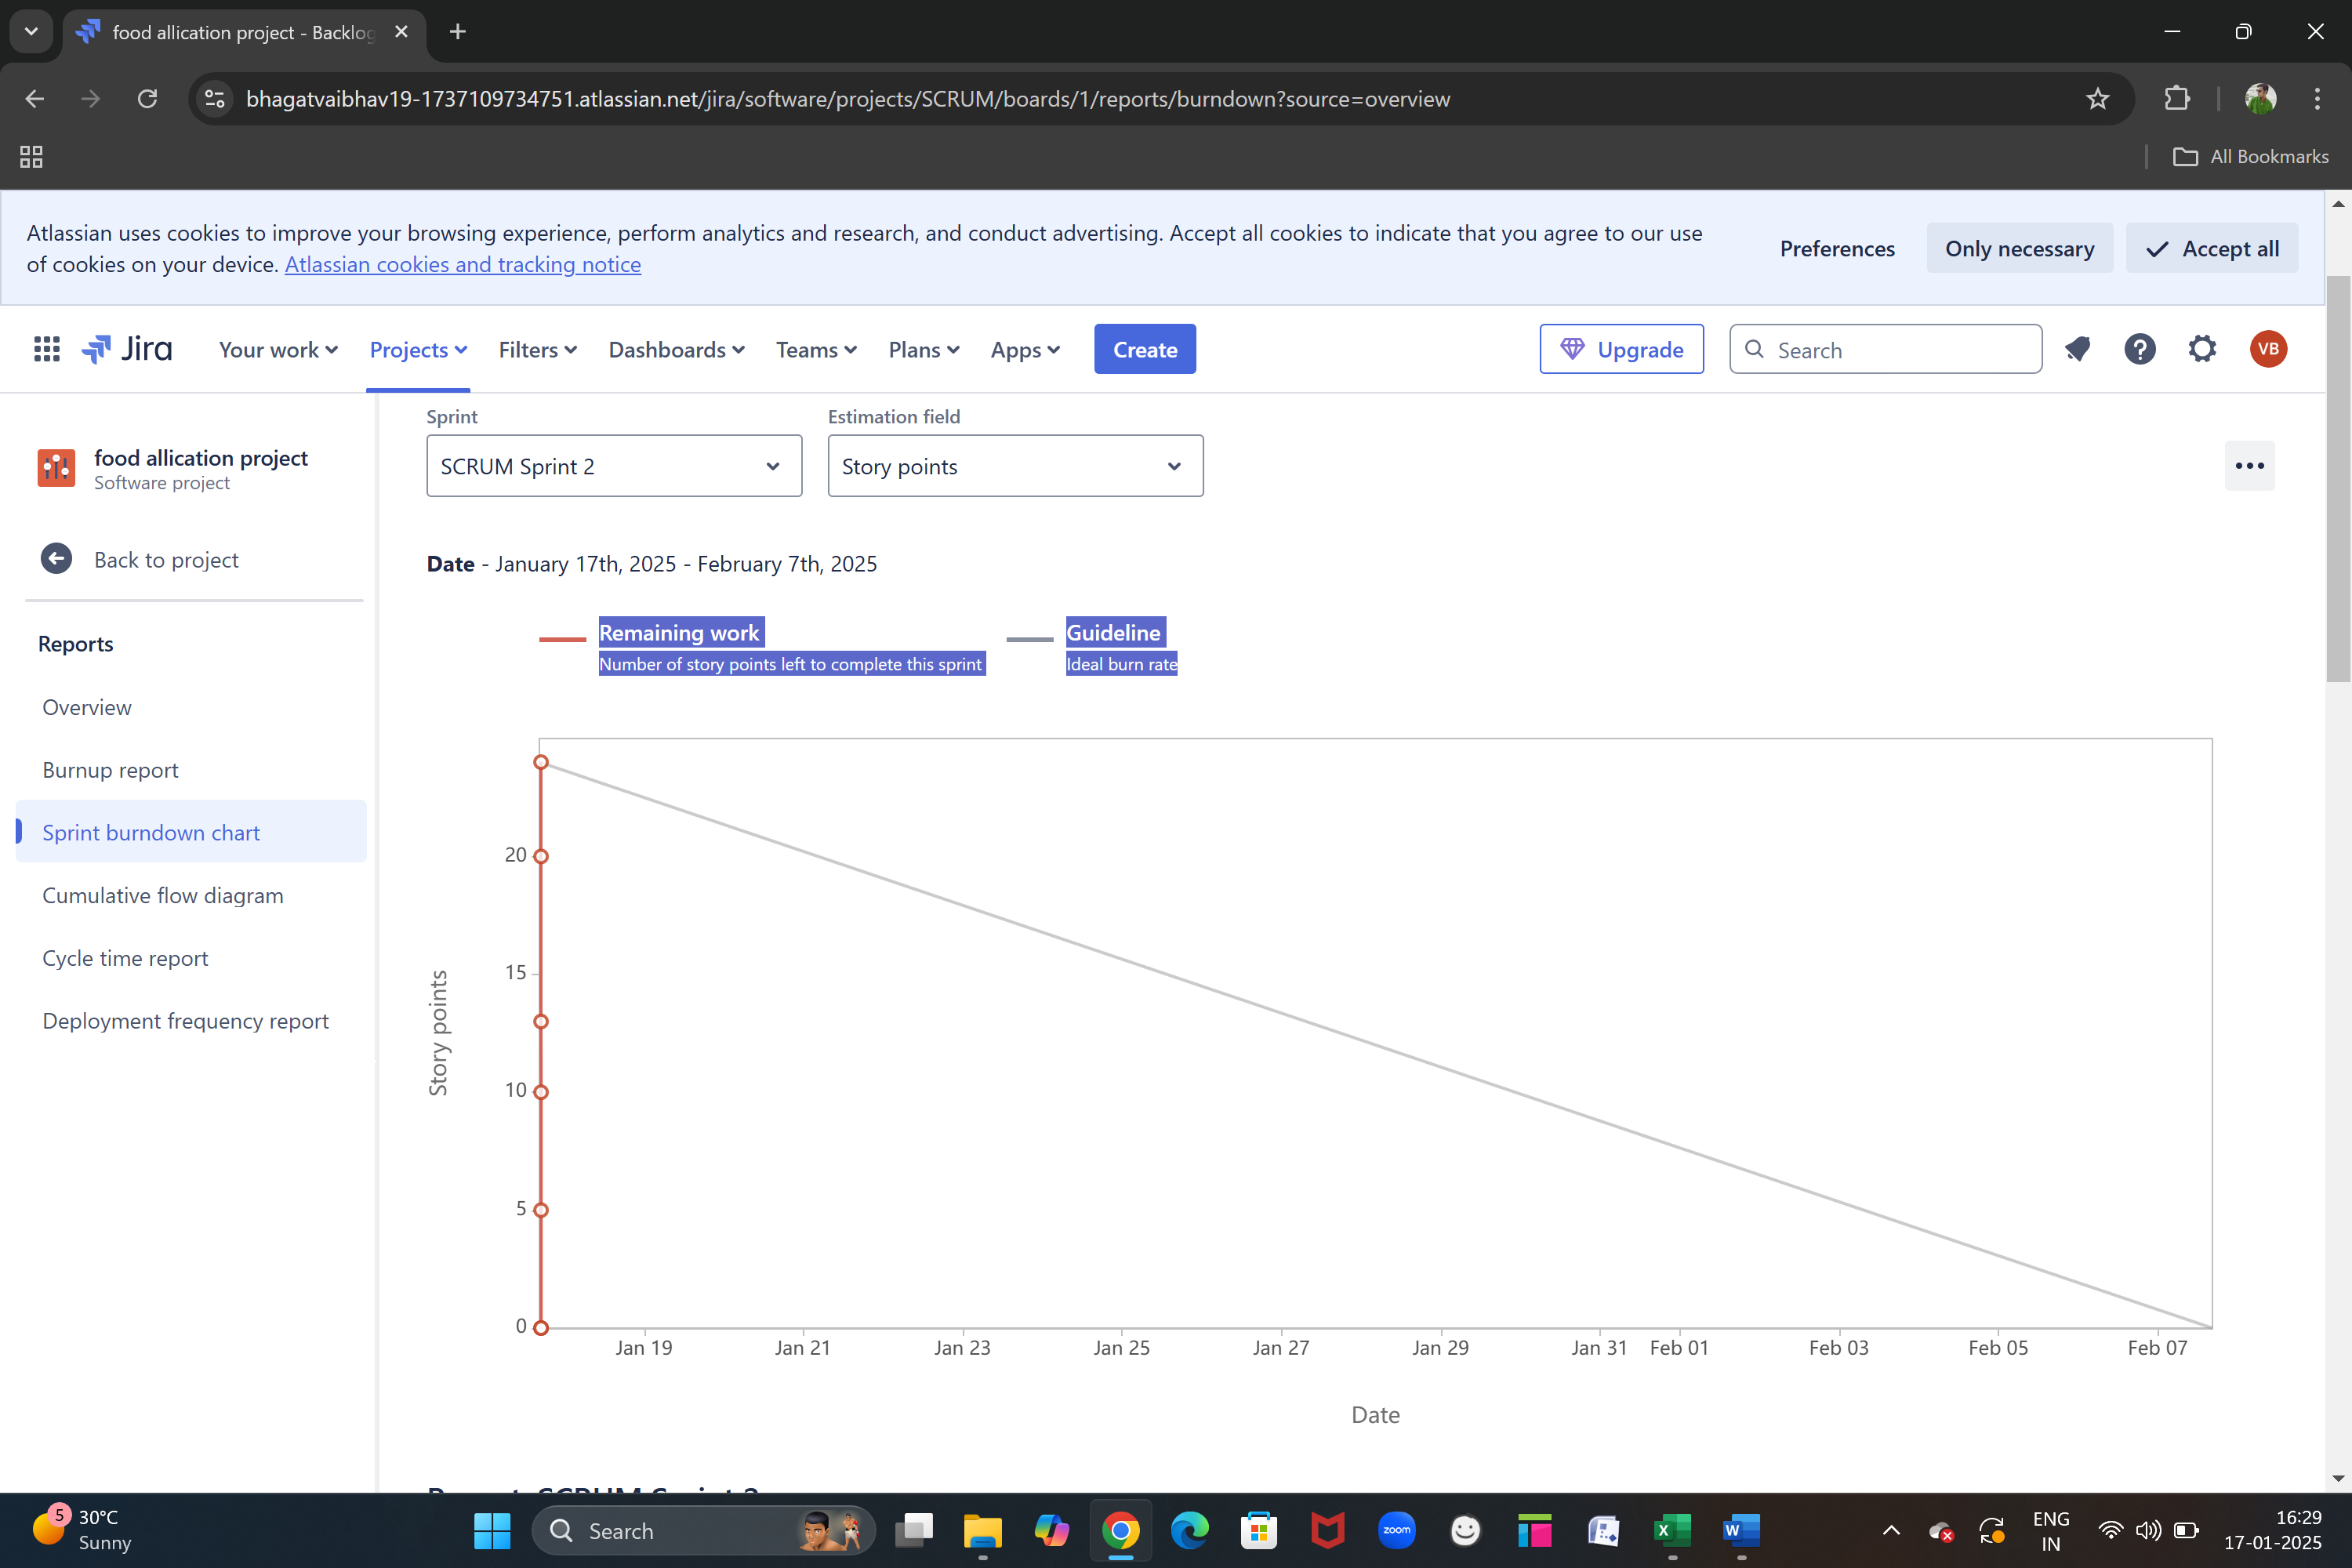 food allication project - Backlog
bhagatvaibhav19-1737109734751.atlassian.net/jira/software/projects/SCRUM/boards/1/reports/burndown?source=overview
All Bookmarks
Atlassian uses cookies to improve your browsing experience, perform analytics and research, and conduct advertising. Accept all cookies to indicate that you agree to our use
of cookies on your device. Atlassian cookies and tracking notice
Preferences
Only necessary
Accept all
Jira
Your work
Projects
Filters
Dashboards
Teams
Plans
Apps
Create
Upgrade
Search
VB
food allication project
Software project
Back to project
Reports
Overview
Burnup report
Sprint burndown chart
Cumulative flow diagram
Cycle time report
Deployment frequency report
Sprint
SCRUM Sprint 2
Estimation field
Story points
Date - January 17th, 2025 - February 7th, 2025
Remaining work
Number of story points left to complete this sprint
Guideline
Ideal burn rate
Story points
20
15
10
5
0
Jan 19 Jan 21 Jan 23 Jan 25 Jan 27 Jan 29 Jan 31 Feb 01 Feb 03 Feb 05 Feb 07
Date
SCRUM Sprint 2
5
30°C
Sunny
Search
zoom
X
W
ENG
IN
16:29
17-01-2025